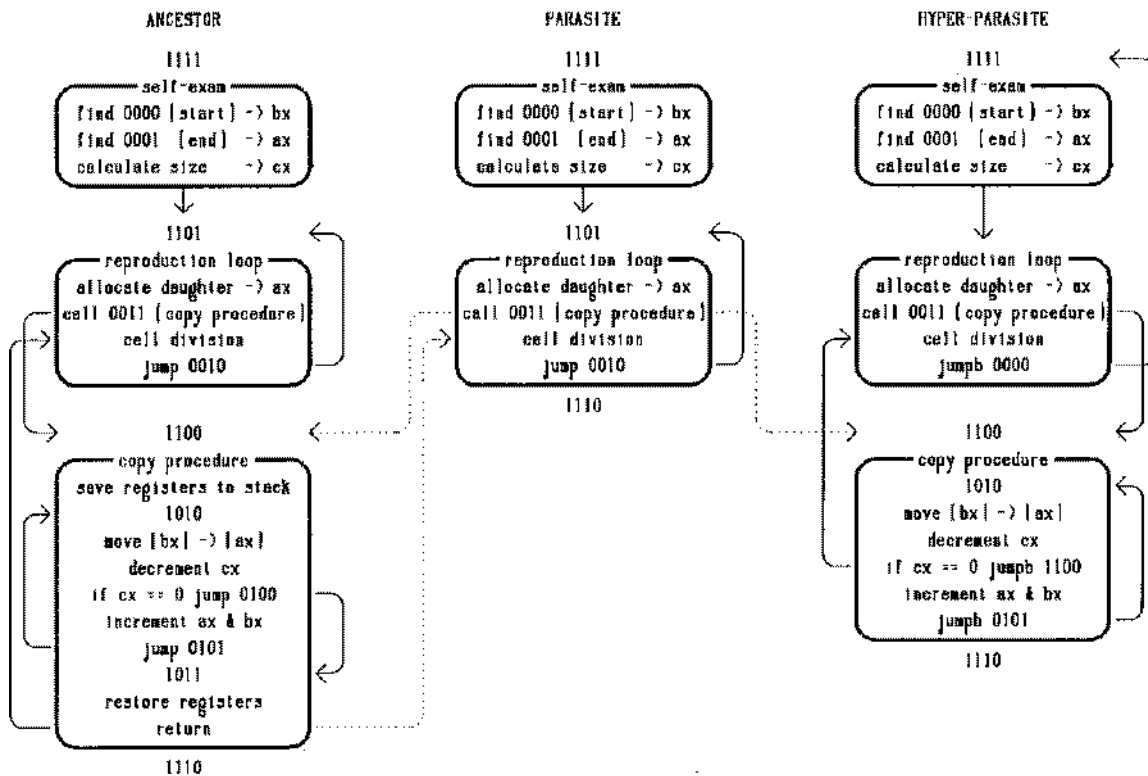 ANCESTOR
1111
self-exam
find 0000 [start] -> bx
find 0001 [end] -> ax
calculate size -> cx
1101
reproduction loop
allocate daughter -> ax
call 0011 (copy procedure)
cell division
jump 0010
1100
copy procedure
save registers to stack
1010
move [bx] -> [ax]
decrement cx
if cx == 0 jump 0100
increment ax & bx
jump 0101
1011
restore registers
return
1110
PARASITE
1111
self-exam
find 0000 [start] -> bx
find 0001 [end] -> ax
calculate size -> cx
1101
reproduction loop
allocate daughter -> ax
call 0011 (copy procedure)
cell division
jump 0010
1110
HYPER-PARASITE
1111
self-exam
find 0000 [start] -> bx
find 0001 [end] -> ax
calculate size -> cx
reproduction loop
allocate daughter -> ax
call 0011 (copy procedure)
cell division
jumpb 0000
1100
copy procedure
1010
move [bx] -> [ax]
decrement cx
if cx == 0 jumpb 1100
increment ax & bx
jumpb 0101
1110